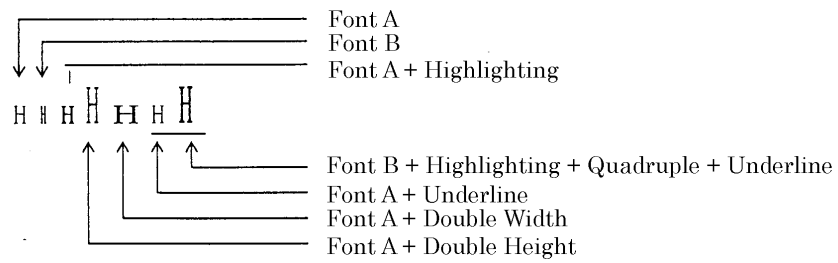 Font A
Font B
Font A + Highlighting
H H H H H H H
Font B + Highlighting + Quadruple + Underline
Font A + Underline
Font A + Double Width
Font A + Double Height